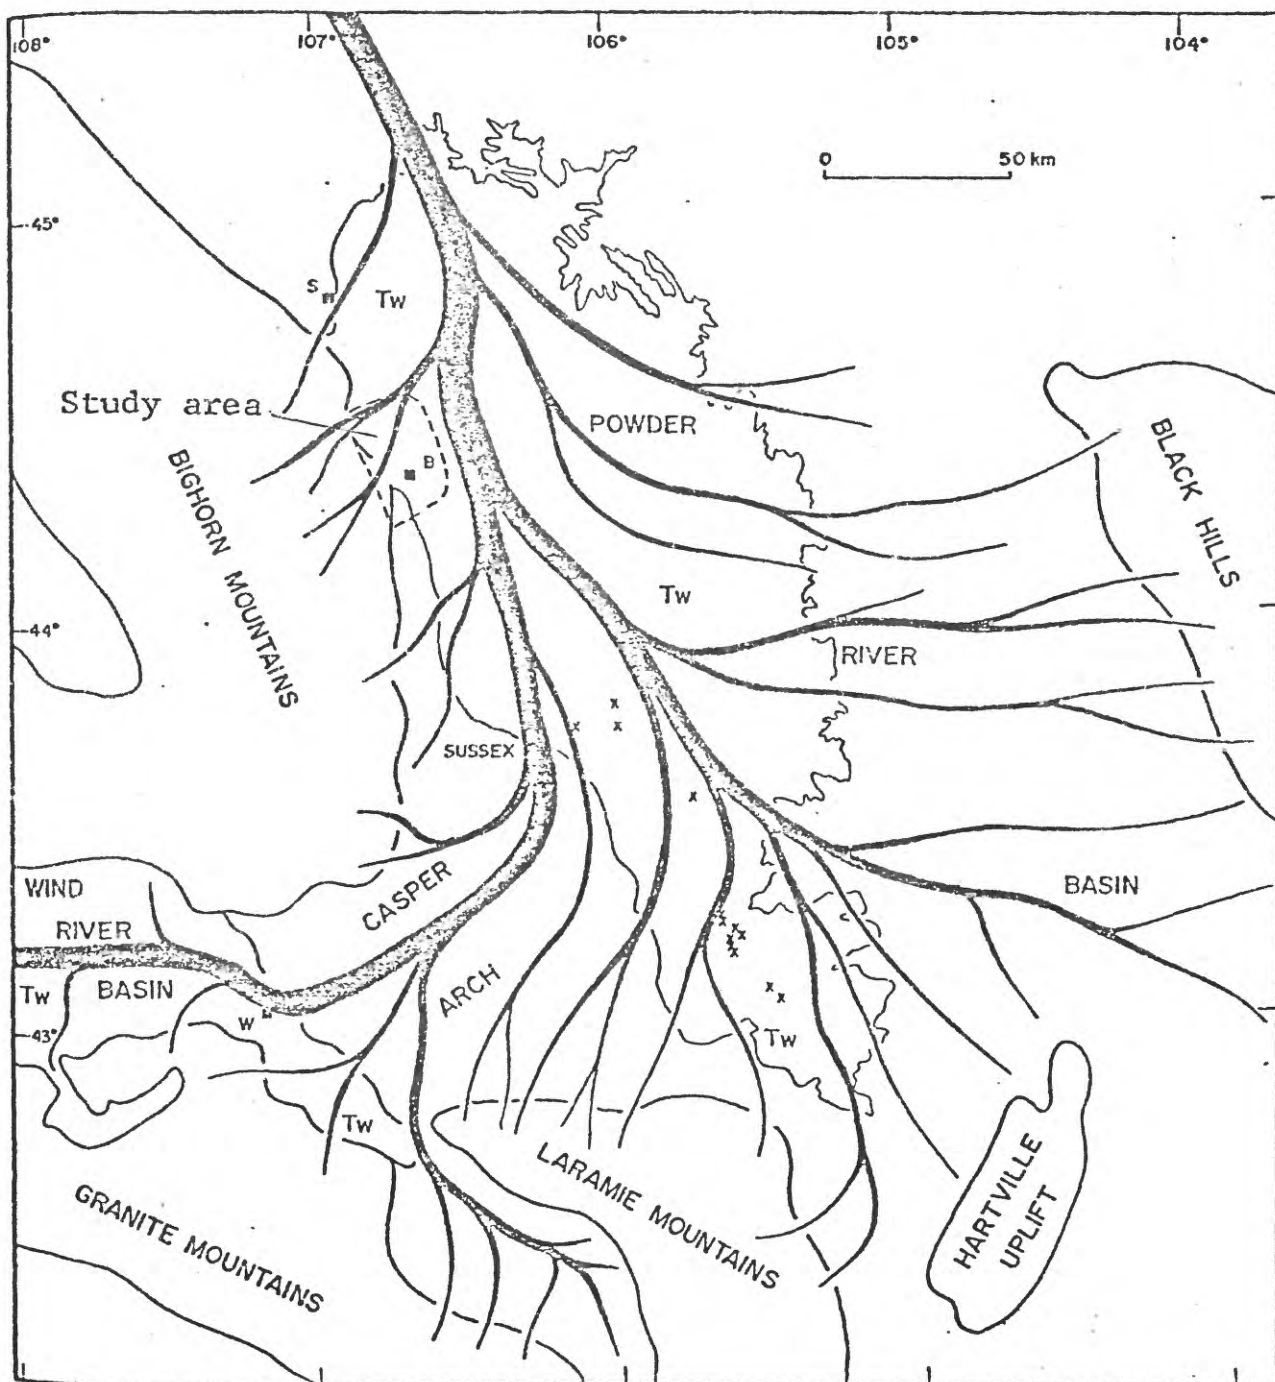 108° 107° 106° 105° 104°
0 50 km
45°
S
Tw
Study area
POWDER
B
BIGHORN MOUNTAINS
BLACK HILLS
Tw
44°
RIVER
x
x x
SUSSEX
x
WIND
CASPER
BASIN
RIVER
x
x
x
x
x
Tw BASIN
ARCH
x
x
W
43°
Tw
Tw
LARAMIE MOUNTAINS
HARTVILLE
UPLIFT
GRANITE MOUNTAINS